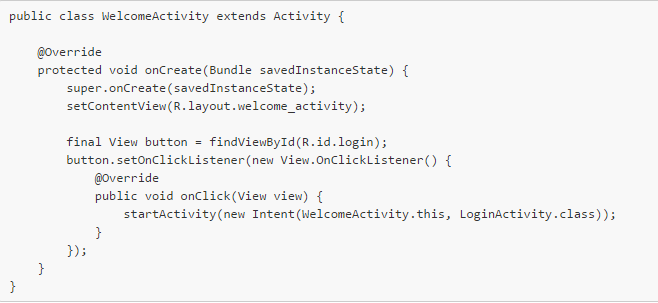 public class WelcomeActivity extends Activity {

    @Override
    protected void onCreate(Bundle savedInstanceState) {
        super.onCreate(savedInstanceState);
        setContentView(R.layout.welcome_activity);

        final View button = findViewById(R.id.login);
        button.setOnClickListener(new View.OnClickListener() {
            @Override
            public void onClick(View view) {
                startActivity(new Intent(WelcomeActivity.this, LoginActivity.class));
            }
        });
    }
}